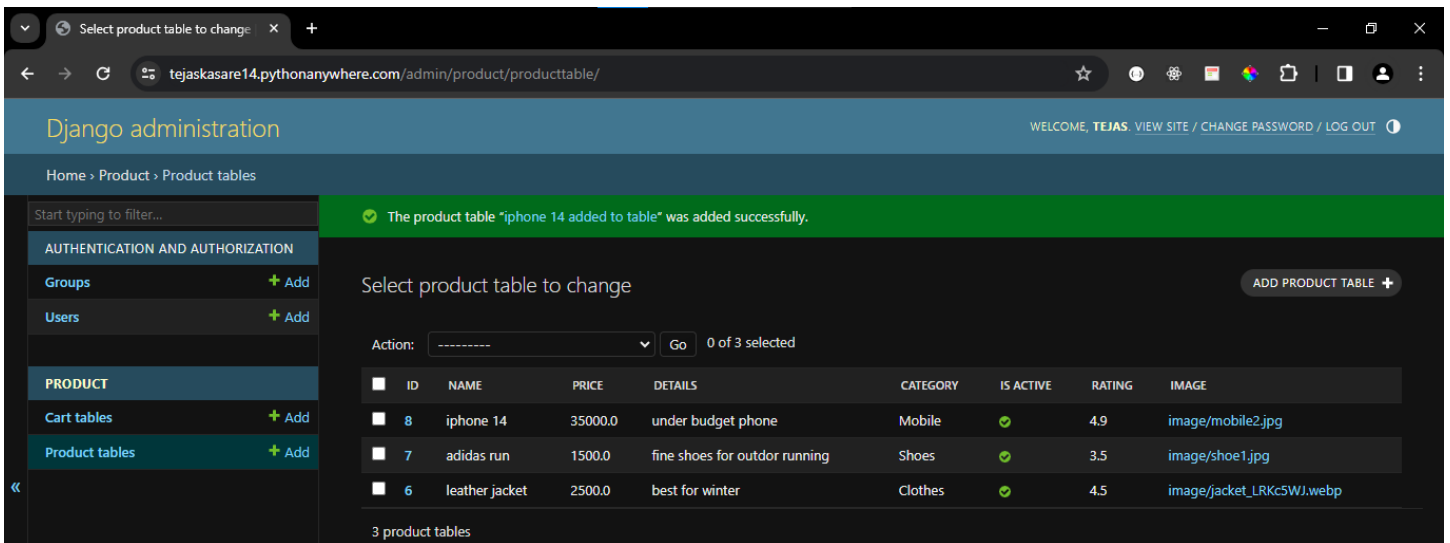 Select product table to change
tejaskasare14.pythonanywhere.com/admin/product/producttable/
Django administration
WELCOME, TEJAS. VIEW SITE / CHANGE PASSWORD / LOG OUT
Home › Product › Product tables
Start typing to filter...
The product table “iphone 14 added to table” was added successfully.
AUTHENTICATION AND AUTHORIZATION
Groups + Add
Users + Add
PRODUCT
Cart tables + Add
Product tables + Add
«
Select product table to change
ADD PRODUCT TABLE +
Action: --------- Go 0 of 3 selected
ID NAME PRICE DETAILS CATEGORY IS ACTIVE RATING IMAGE
8 iphone 14 35000.0 under budget phone Mobile 4.9 image/mobile2.jpg
7 adidas run 1500.0 fine shoes for outdor running Shoes 3.5 image/shoe1.jpg
6 leather jacket 2500.0 best for winter Clothes 4.5 image/jacket_LRKc5WJ.webp
3 product tables